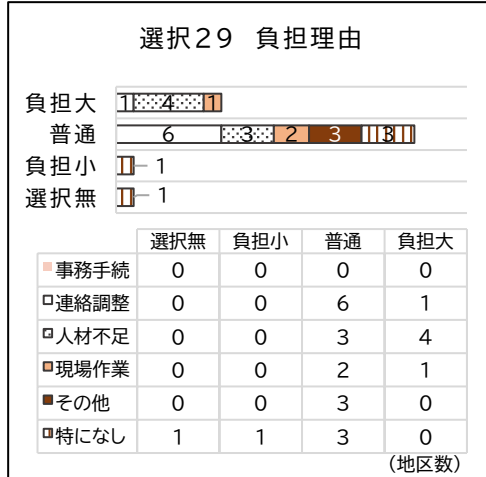 選択29 負担理由
負担大 1 4 1
普通 6 3 2 3 3
負担小 1
選択無 1
選択無 負担小 普通 負担大
事務手続 0 0 0 0
連絡調整 0 0 6 1
人材不足 0 0 3 4
現場作業 0 0 2 1
その他 0 0 3 0
特になし 1 1 3 0
(地区数)